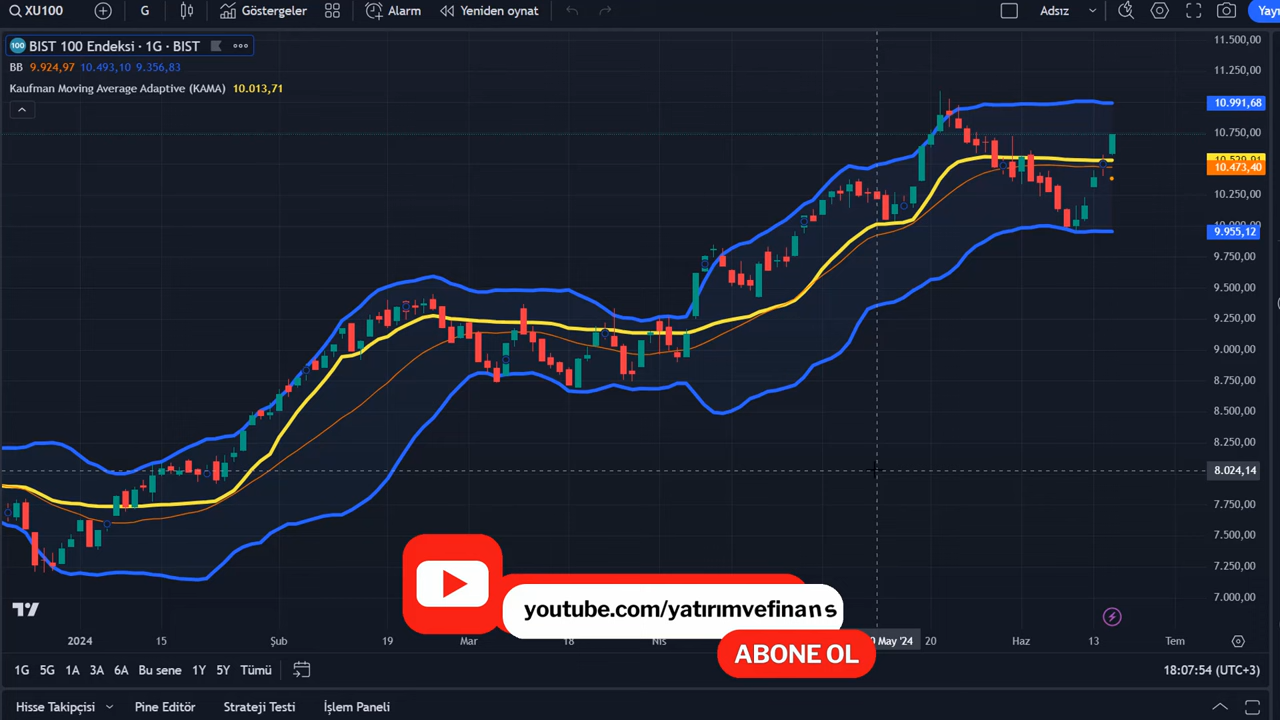 XU100 G Göstergeler Alarm Yeniden oynat Adsız
100 BIST 100 Endeksi · 1G · BIST
BB 9.924,97 10.493,10 9.356,83
Kaufman Moving Average Adaptive (KAMA) 10.013,71
11.500,00
11.250,00
10.991,68
10.750,00
10.473,40
10.250,00
9.955,12
9.750,00
9.500,00
9.250,00
9.000,00
8.750,00
8.500,00
8.250,00
8.024,14
7.750,00
7.500,00
7.250,00
7.000,00
youtube.com/yatırımvefinans
ABONE OL
2024 15 Şub 19 Mar 18 Nis May '24 20 Haz 13 Tem
1G 5G 1A 3A 6A Bu sene 1Y 5Y Tümü 18:07:54 (UTC+3)
Hisse Takipçisi Pine Editör Strateji Testi İşlem Paneli